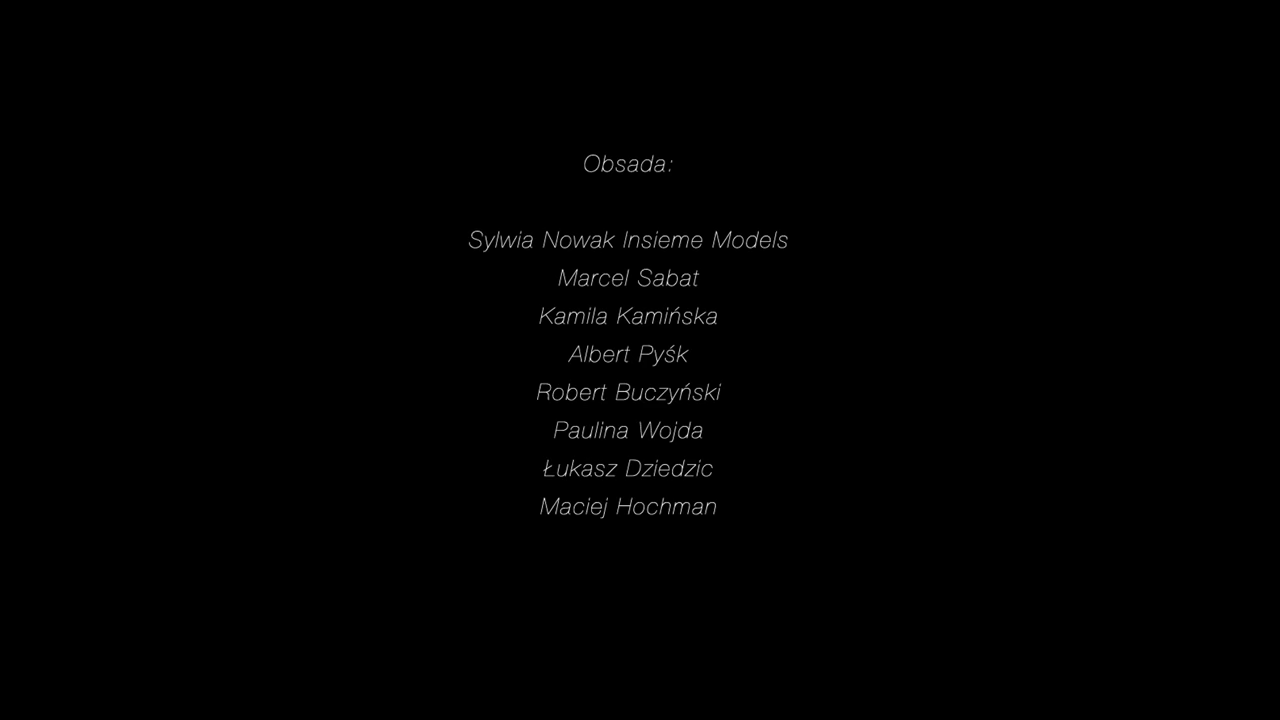 Obsada:
Sylwia Nowak Insieme Models
Marcel Sabat
Kamila Kamińska
Albert Pyśk
Robert Buczyński
Paulina Wojda
Łukasz Dziedzic
Maciej Hochman